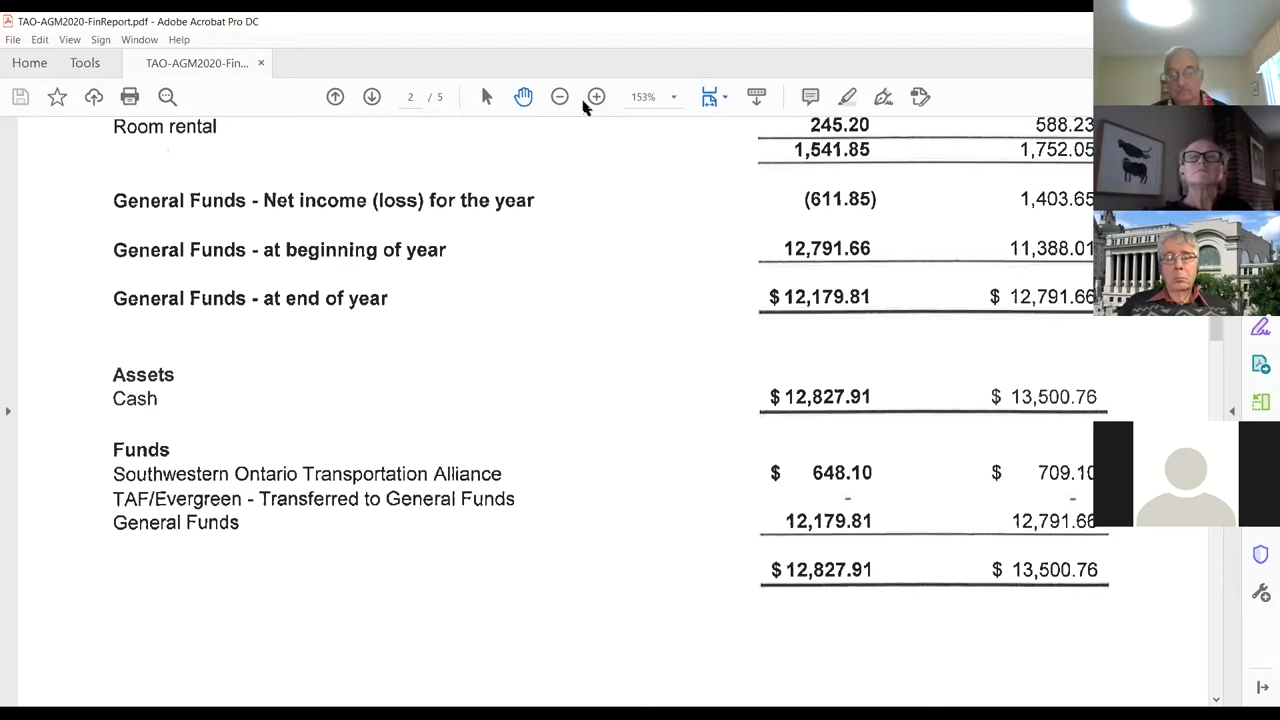 TAO-AGM2020-FinReport.pdf - Adobe Acrobat Pro DC
File Edit View Sign Window Help
Home Tools TAO-AGM2020-Fin... ×
2 / 5 153%
Room rental 245.20 588.23
1,541.85 1,752.05
General Funds - Net income (loss) for the year (611.85) 1,403.65
General Funds - at beginning of year 12,791.66 11,388.01
General Funds - at end of year $ 12,179.81 $ 12,791.66
Assets
Cash $ 12,827.91 $ 13,500.76
Funds
Southwestern Ontario Transportation Alliance $ 648.10 $ 709.10
TAF/Evergreen - Transferred to General Funds - -
General Funds 12,179.81 12,791.66
$ 12,827.91 $ 13,500.76